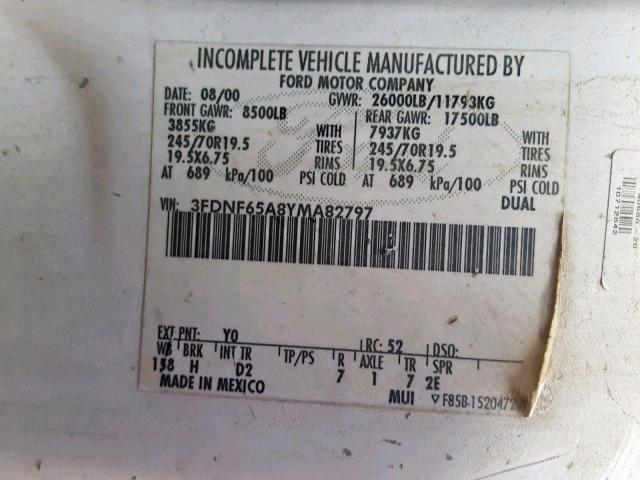 INCOMPLETE VEHICLE MANUFACTURED BY
FORD MOTOR COMPANY
DATE: 08/00 GVWR: 26000LB/11793KG
FRONT GAWR: 8500LB REAR GAWR: 17500LB
3855KG WITH 7937KG WITH
245/70R19.5 TIRES 245/70R19.5 TIRES
19.5X6.75 RIMS 19.5X6.75 RIMS
AT 689 kPa/100 PSI COLD AT 689 kPa/100 PSI COLD
DUAL
VIN: 3FDNF65A8YMA82797
EXT PNT: Y0 RC: 52 DSO:
WB BRK INT TR TP/PS R AXLE TR SPR
158 H D2 7 1 7 2E
MADE IN MEXICO
MUI ▽ F85B-1520472
10712842